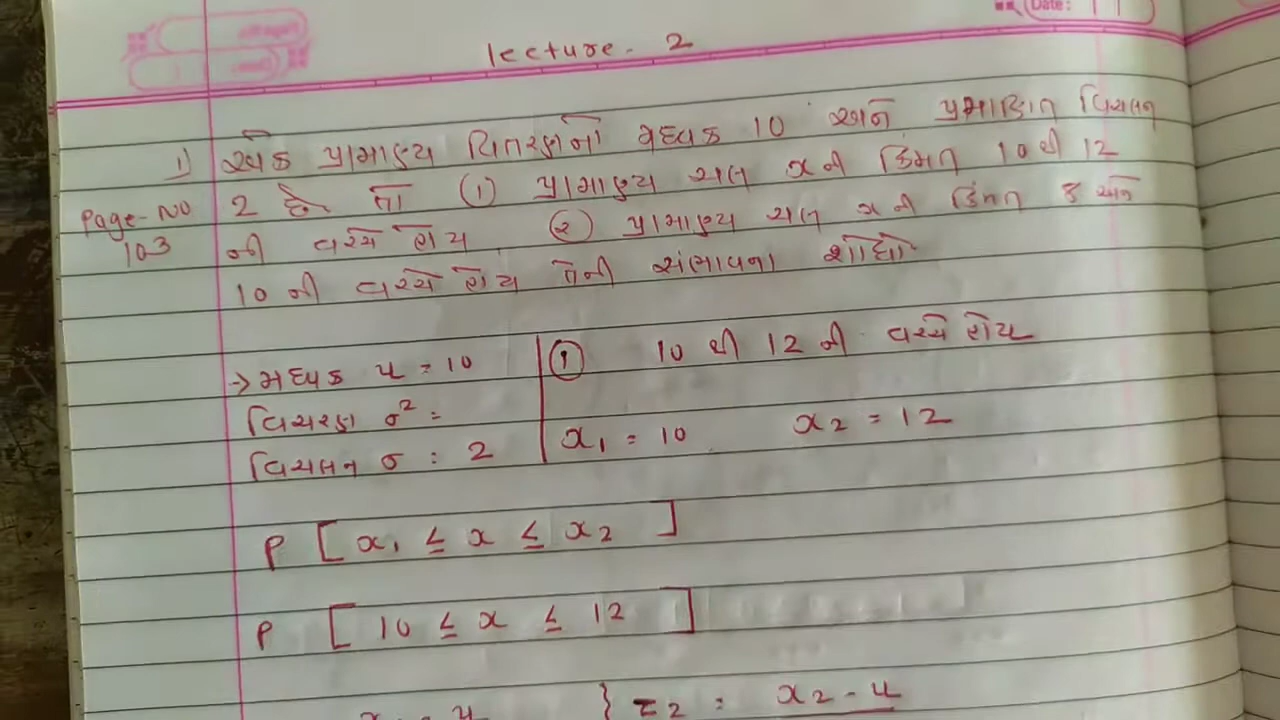 Date:
lecture - 2
1) એક પ્રામાણ્ય વિતરણનો મધ્યક 10 અને પ્રમાણિત વિચલન
Page-NO 2 છે તો (1) પ્રામાણ્ય ચલ x ની કિંમત 10 થી 12
103 ની વચ્ચે હોય (2) પ્રામાણ્ય ચલ x ની કિંમત 8 અને
10 ની વચ્ચે હોય તેની સંભાવના શોધો
→ મધ્યક μ = 10 (1) 10 થી 12 ની વચ્ચે હોય
વિચરણ σ² =
વિચલન σ = 2 x₁ = 10 x₂ = 12
P [ x₁ ≤ x ≤ x₂ ]
P [ 10 ≤ x ≤ 12 ]
} z₂ = x₂ - μ